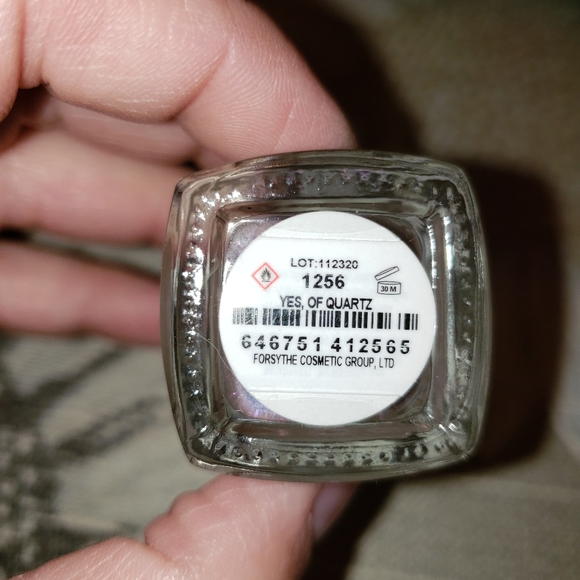 LOT:112320
1256
30 M
YES, OF QUARTZ
646751 412565
FORSYTHE COSMETIC GROUP, LTD